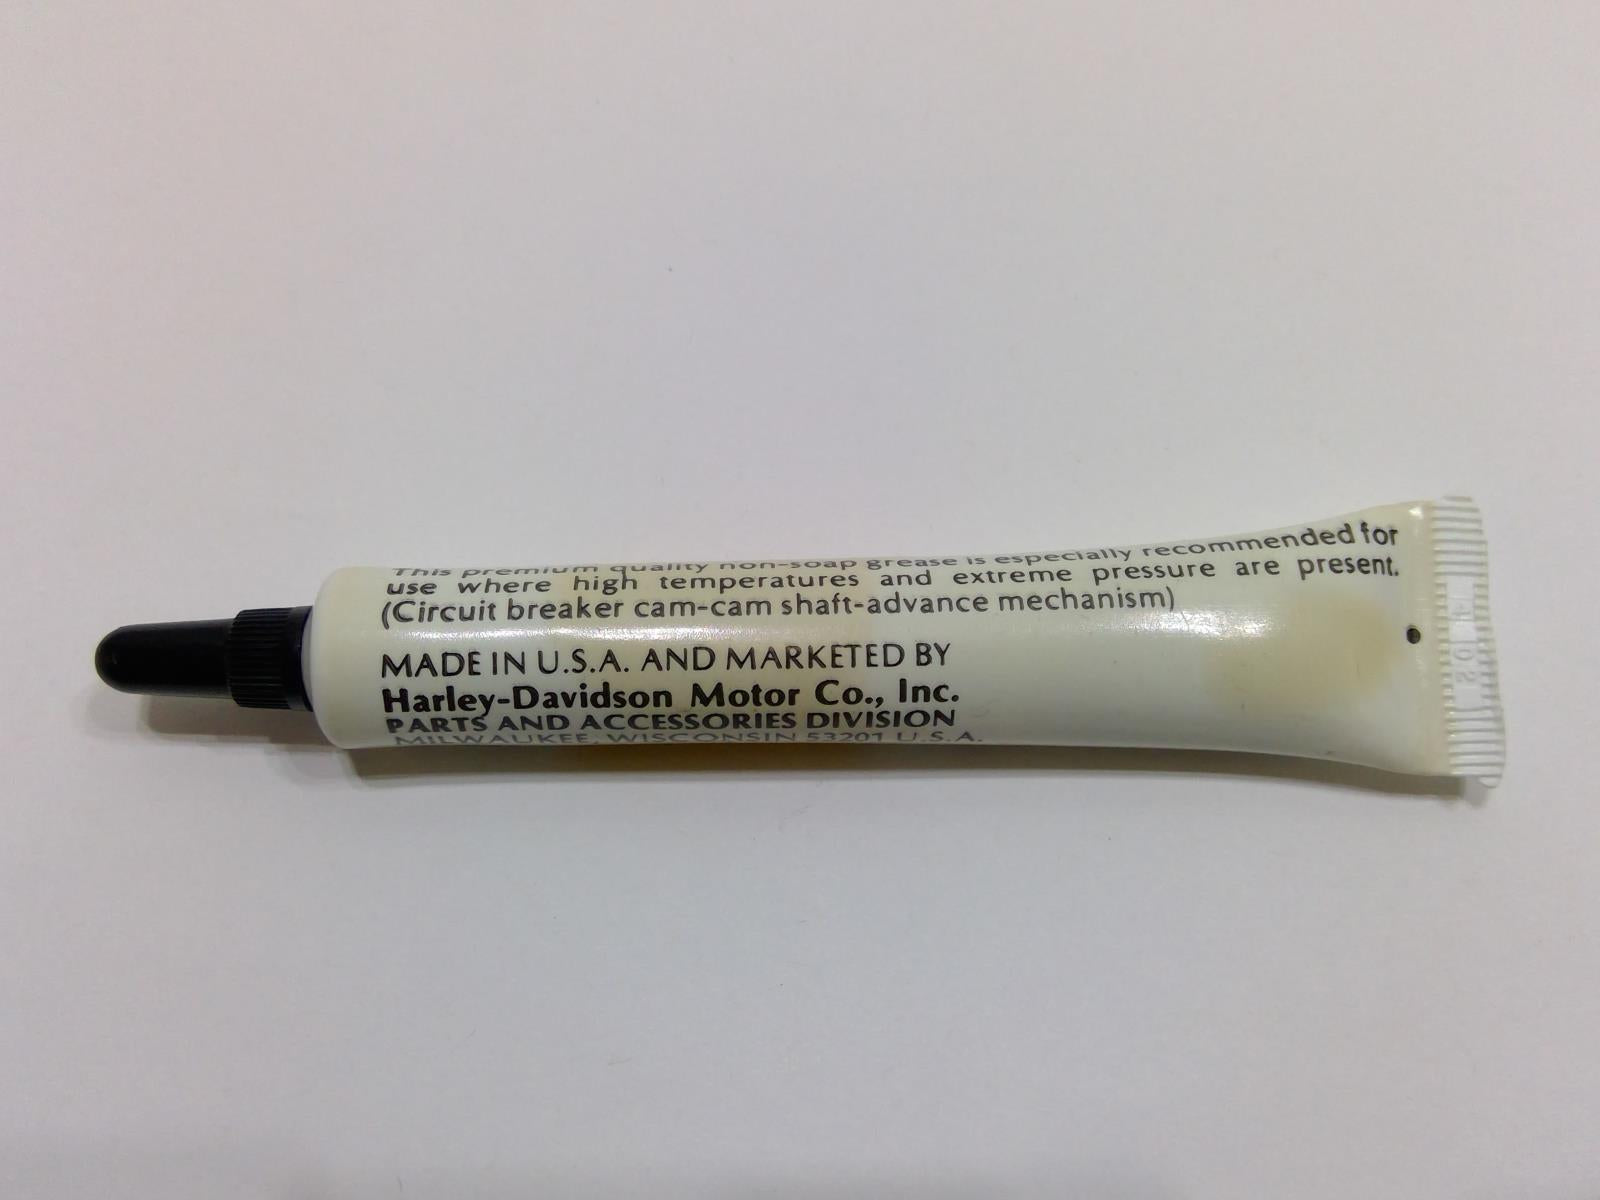 This premium quality non-soap grease is especially recommended for
use where high temperatures and extreme pressure are present.
(Circuit breaker cam-cam shaft-advance mechanism)
MADE IN U.S.A. AND MARKETED BY
Harley-Davidson Motor Co., Inc.
PARTS AND ACCESSORIES DIVISION
MILWAUKEE, WISCONSIN 53201 U.S.A.